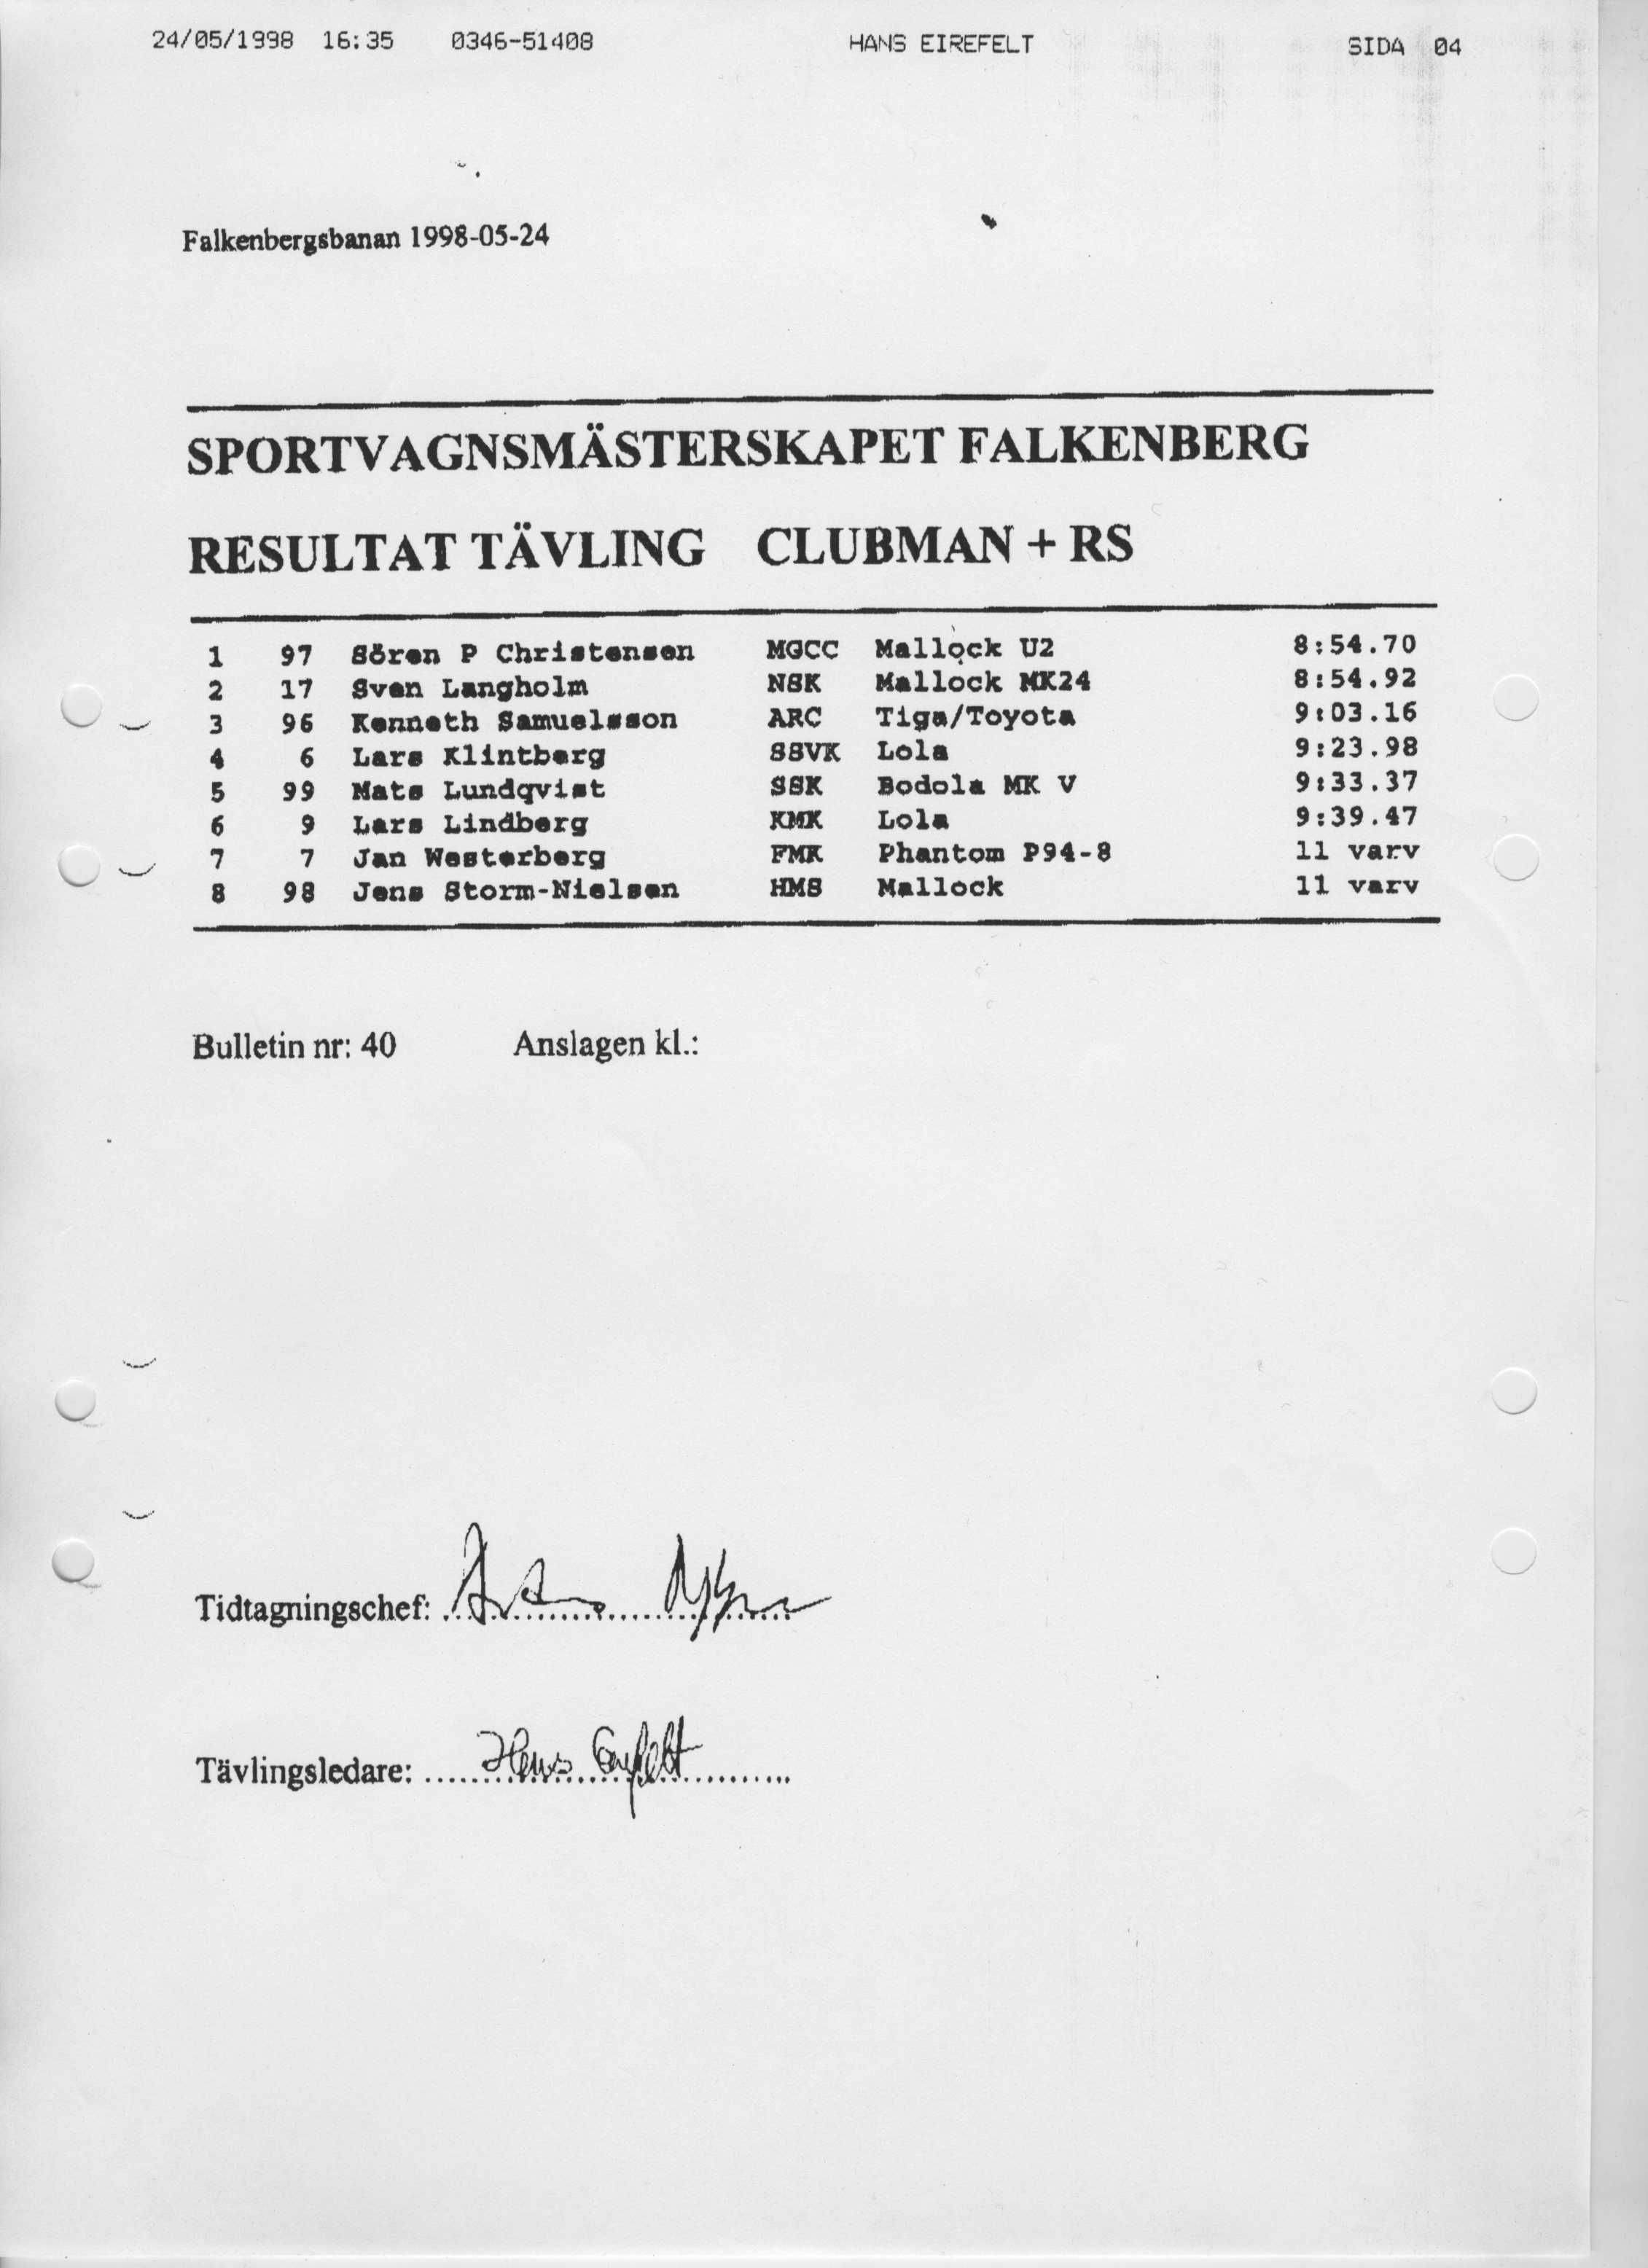 24/05/1998 16:35 0346-51408 HANS EIREFELT SIDA 04
Falkenbergsbanan 1998-05-24
SPORTVAGNSMÄSTERSKAPET FALKENBERG
RESULTAT TÄVLING CLUBMAN + RS
1 97 Sören P Christensen MGCC Mallock U2 8:54.70
2 17 Sven Langholm NSK Mallock MK24 8:54.92
3 96 Kenneth Samuelsson ARC Tiga/Toyota 9:03.16
4 6 Lars Klintberg SSVK Lola 9:23.98
5 99 Mats Lundqvist SSK Bodola MK V 9:33.37
6 9 Lars Lindberg KMK Lola 9:39.47
7 7 Jan Westerberg FMK Phantom P94-8 11 varv
8 98 Jens Storm-Nielsen HMS Mallock 11 varv
Bulletin nr: 40 Anslagen kl.:
Tidtagningschef:
Tävlingsledare: Hans Eirefelt